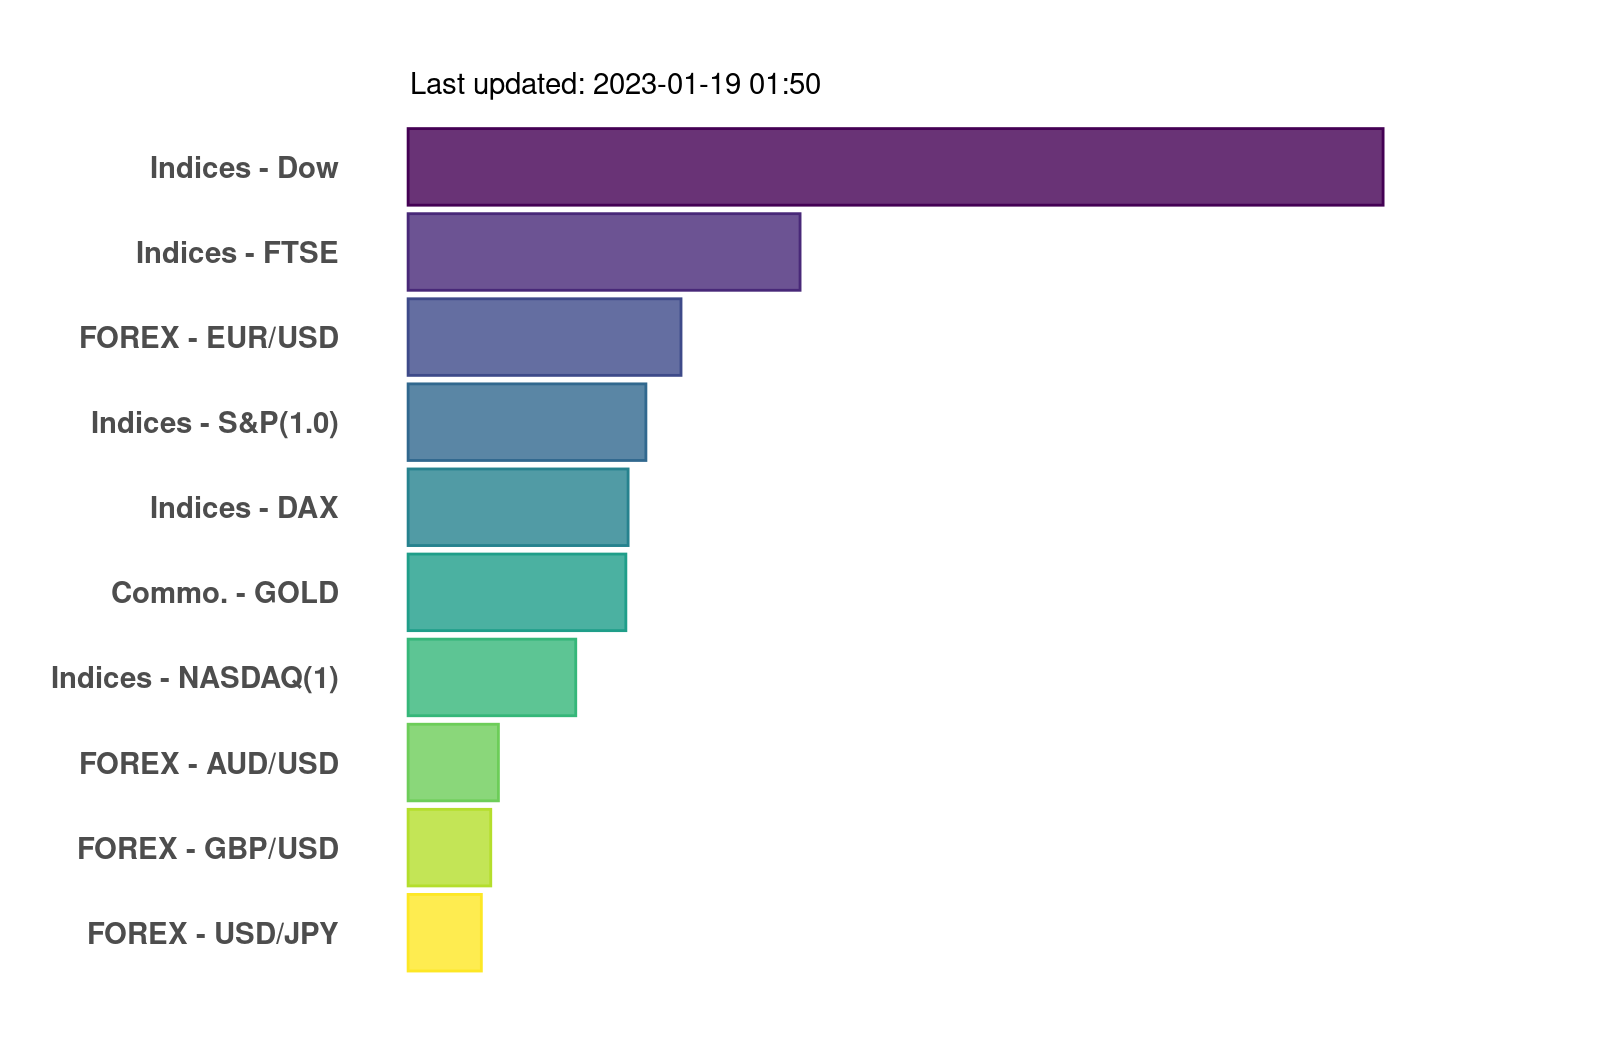 Last updated: 2023-01-19 01:50
Indices - Dow
Indices - FTSE
FOREX - EUR/USD
Indices - S&P(1.0)
Indices - DAX
Commo. - GOLD
Indices - NASDAQ(1)
FOREX - AUD/USD
FOREX - GBP/USD
FOREX - USD/JPY